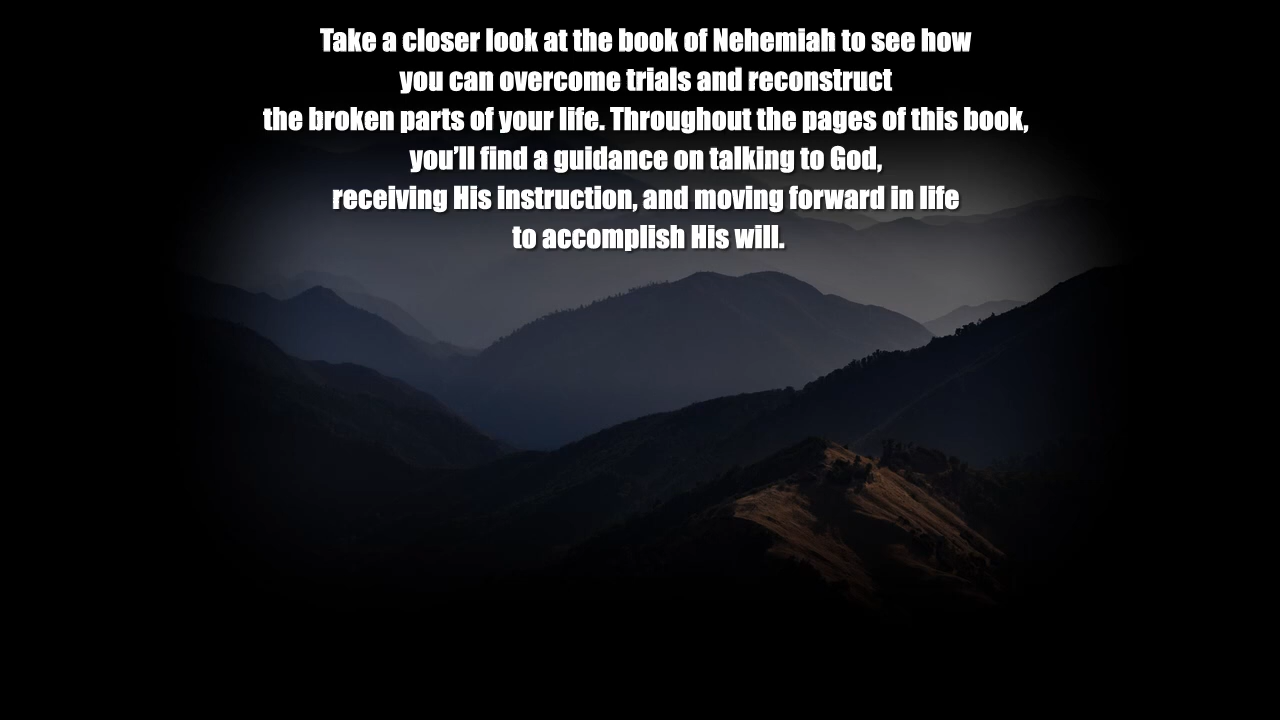 Take a closer look at the book of Nehemiah to see how
you can overcome trials and reconstruct
the broken parts of your life. Throughout the pages of this book,
you’ll find a guidance on talking to God,
receiving His instruction, and moving forward in life
to accomplish His will.